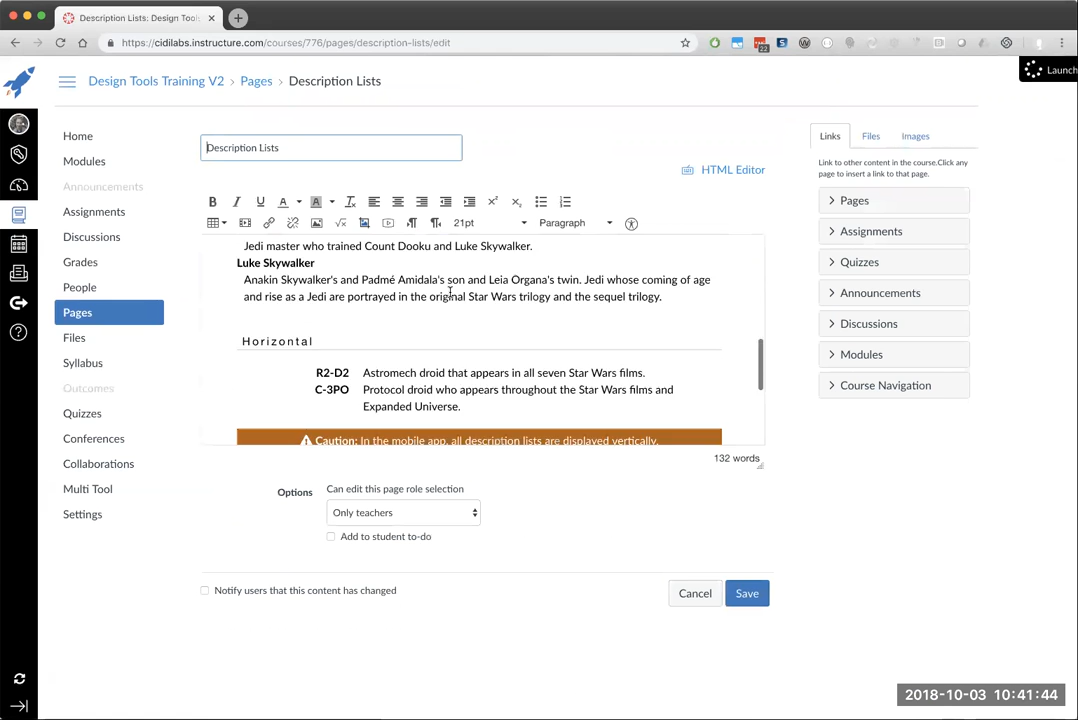 Description Lists: Design Tools
https://cidilabs.instructure.com/courses/776/pages/description-lists/edit
22
Launch
Design Tools Training V2 > Pages > Description Lists
Home
Modules
Announcements
Assignments
Discussions
Grades
People
Pages
Files
Syllabus
Outcomes
Quizzes
Conferences
Collaborations
Multi Tool
Settings
Description Lists
HTML Editor
B I U A A
21pt Paragraph
Jedi master who trained Count Dooku and Luke Skywalker.
Luke Skywalker
Anakin Skywalker's and Padmé Amidala's son and Leia Organa's twin. Jedi whose coming of age
and rise as a Jedi are portrayed in the original Star Wars trilogy and the sequel trilogy.
Horizontal
R2-D2 Astromech droid that appears in all seven Star Wars films.
C-3PO Protocol droid who appears throughout the Star Wars films and
Expanded Universe.
Caution: In the mobile app, all description lists are displayed vertically.
132 words
Options
Can edit this page role selection
Only teachers
Add to student to-do
Notify users that this content has changed
Cancel Save
Links Files Images
Link to other content in the course.Click any
page to insert a link to that page.
Pages
Assignments
Quizzes
Announcements
Discussions
Modules
Course Navigation
2018-10-03 10:41:44